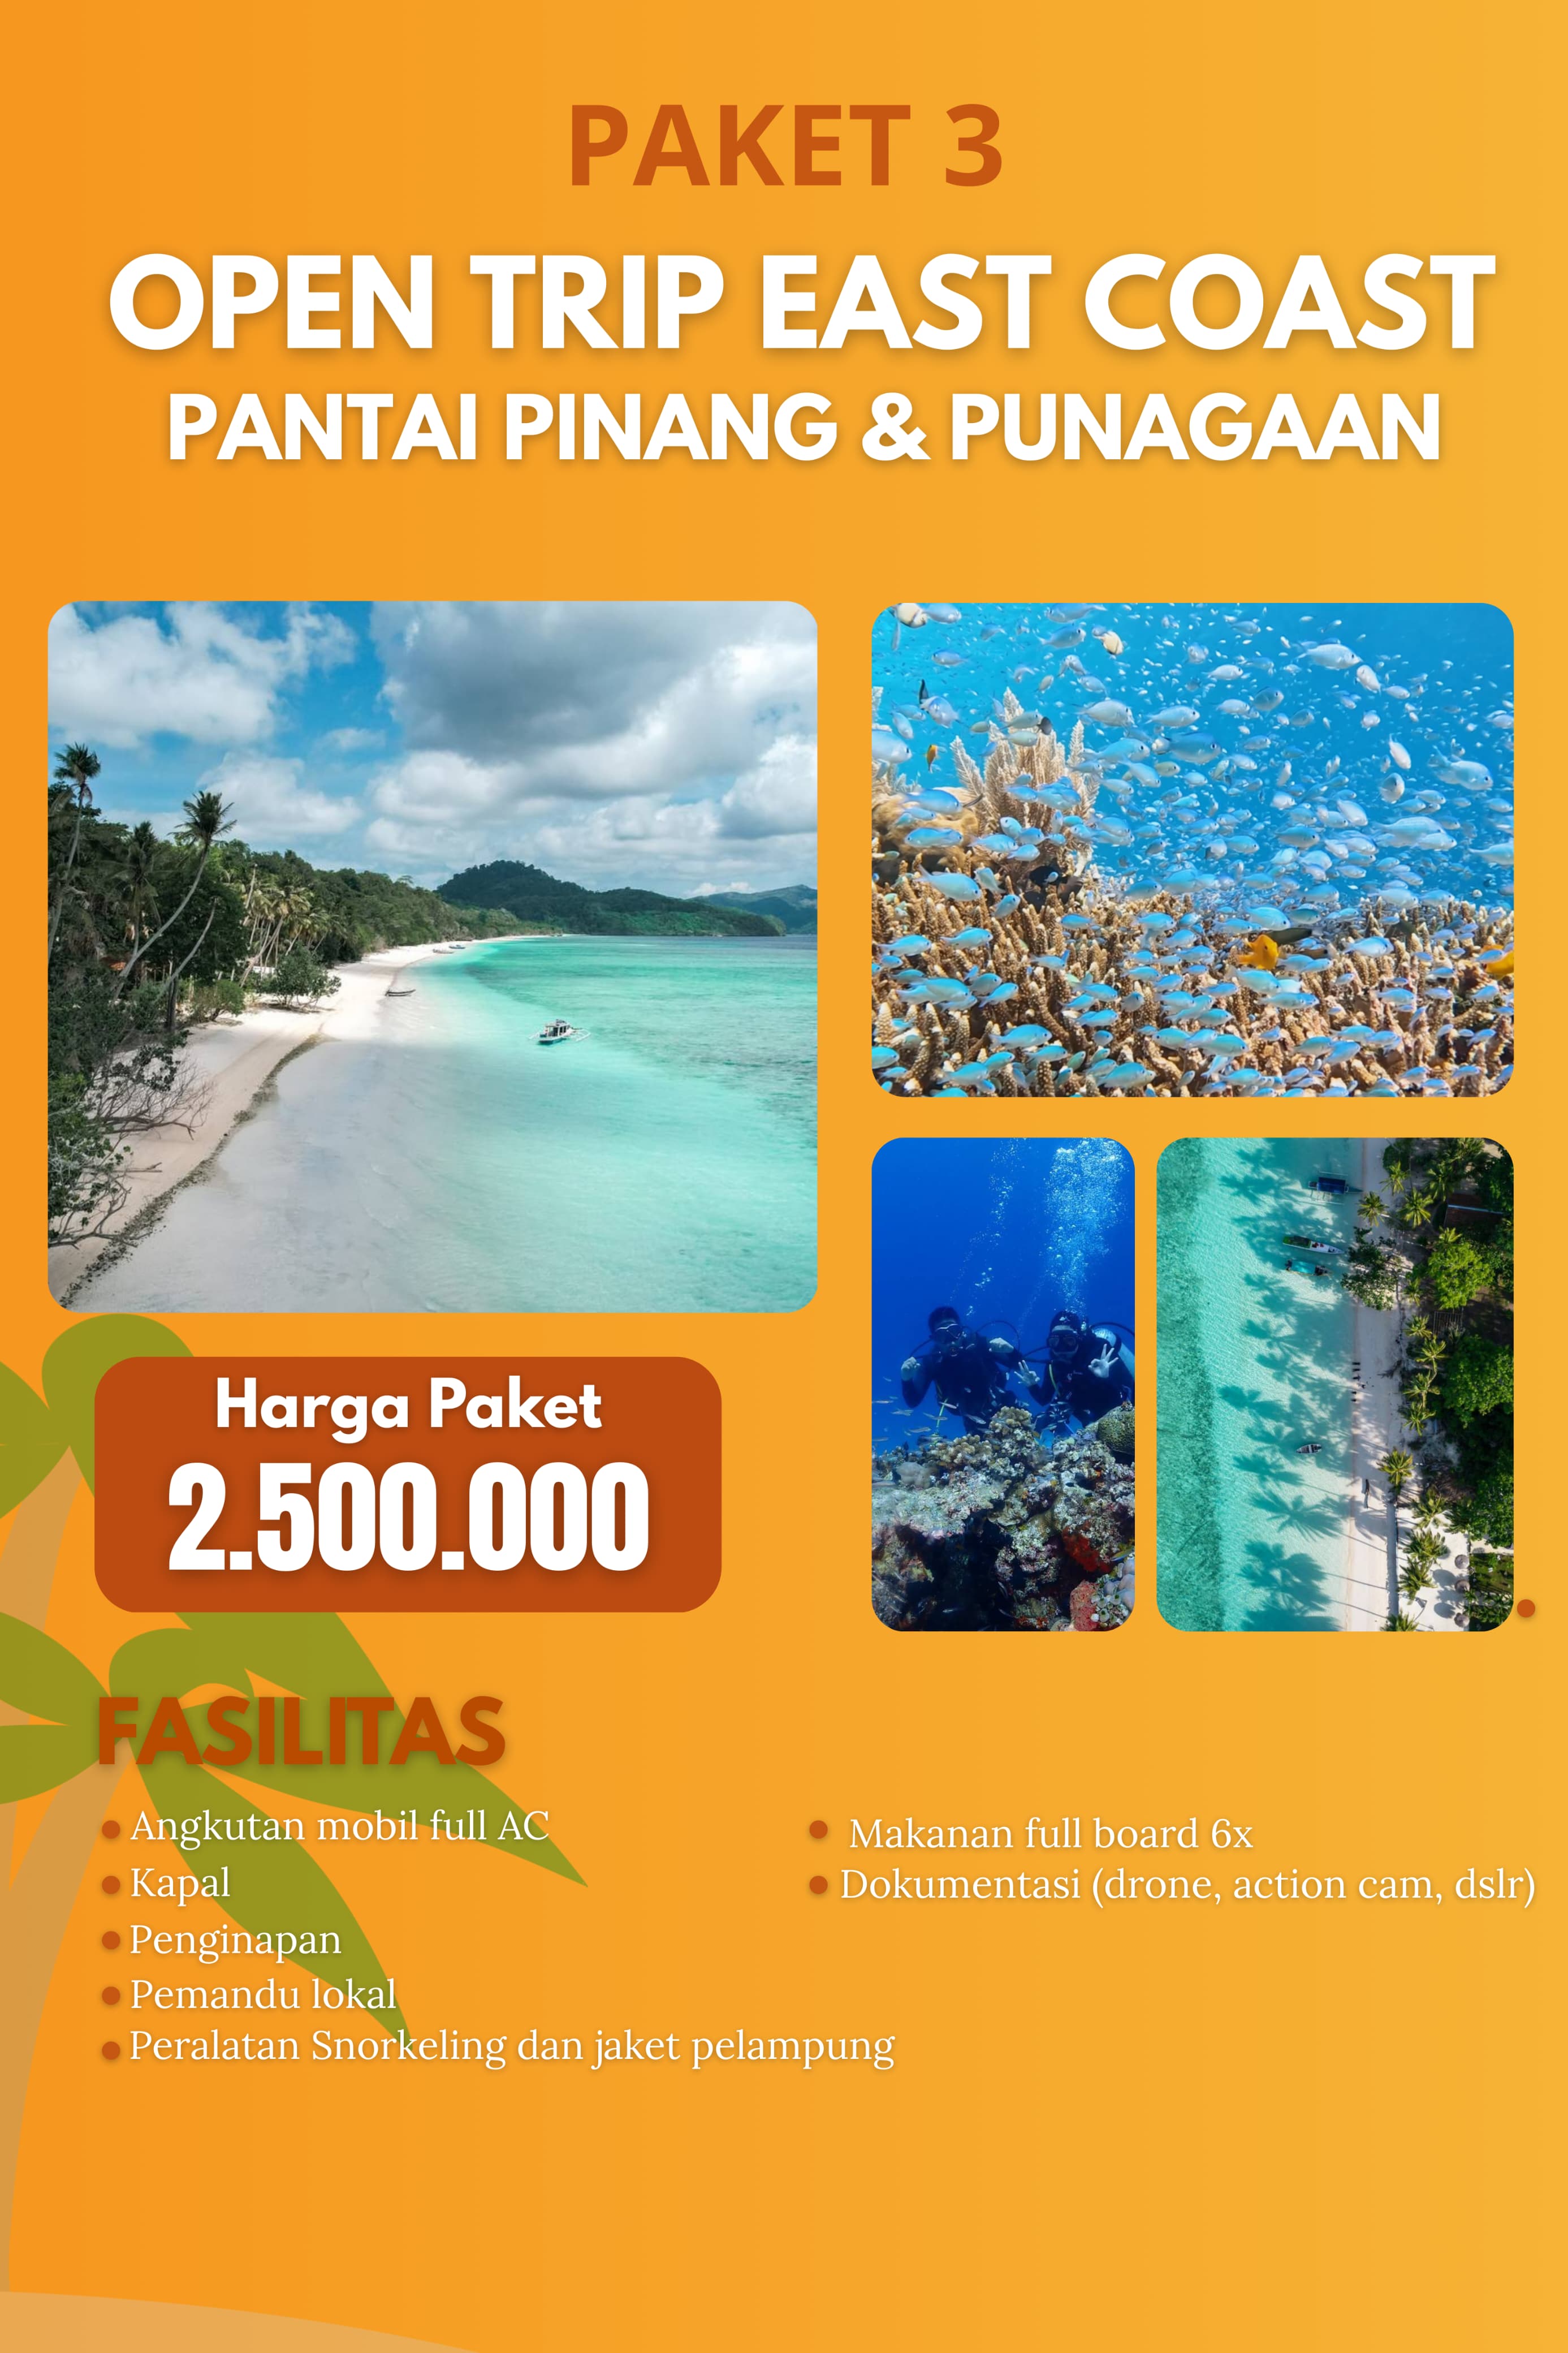 PAKET 3
OPEN TRIP EAST COAST
PANTAI PINANG & PUNAGAAN
Harga Paket
2.500.000
FASILITAS
Angkutan mobil full AC
Kapal
Penginapan
Pemandu lokal
Peralatan Snorkeling dan jaket pelampung
Makanan full board 6x
Dokumentasi (drone, action cam, dslr)